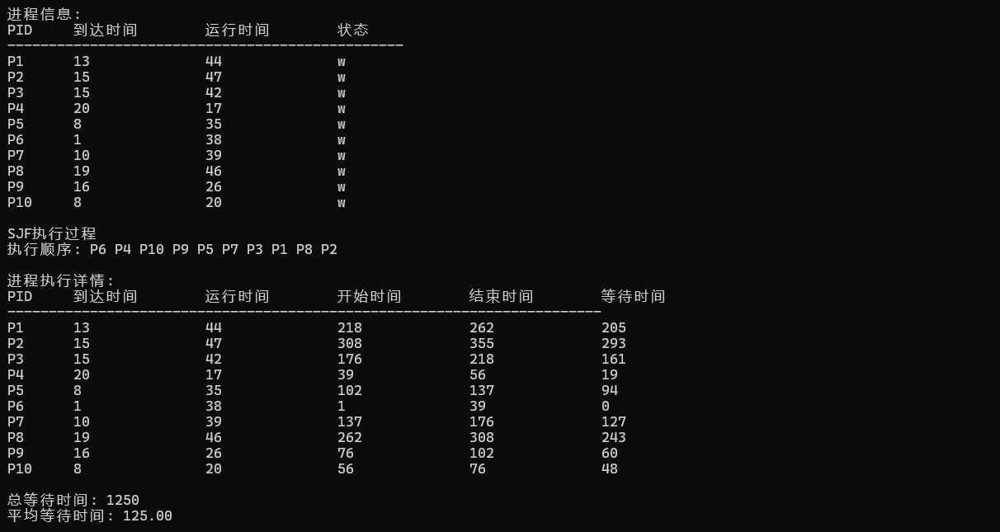 进程信息:
PID 到达时间 运行时间 状态
------------------------------------------------
P1 13 44 w
P2 15 47 w
P3 15 42 w
P4 20 17 w
P5 8 35 w
P6 1 38 w
P7 10 39 w
P8 19 46 w
P9 16 26 w
P10 8 20 w
SJF执行过程
执行顺序: P6 P4 P10 P9 P5 P7 P3 P1 P8 P2
进程执行详情:
PID 到达时间 运行时间 开始时间 结束时间 等待时间
------------------------------------------------------------------------
P1 13 44 218 262 205
P2 15 47 308 355 293
P3 15 42 176 218 161
P4 20 17 39 56 19
P5 8 35 102 137 94
P6 1 38 1 39 0
P7 10 39 137 176 127
P8 19 46 262 308 243
P9 16 26 76 102 60
P10 8 20 56 76 48
总等待时间: 1250
平均等待时间: 125.00